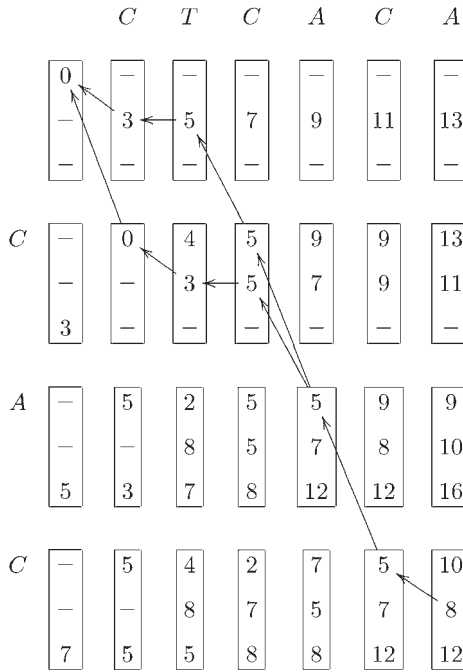 C T C A C A
0 – – – – – –
– 3 5 7 9 11 13
– – – – – – –
C – 0 4 5 9 9 13
– – 3 5 7 9 11
3 – – – – – –
A – 5 2 5 5 9 9
– – 8 5 7 8 10
5 3 7 8 12 12 16
C – 5 4 2 7 5 10
– – 8 7 5 7 8
7 5 5 8 8 12 12